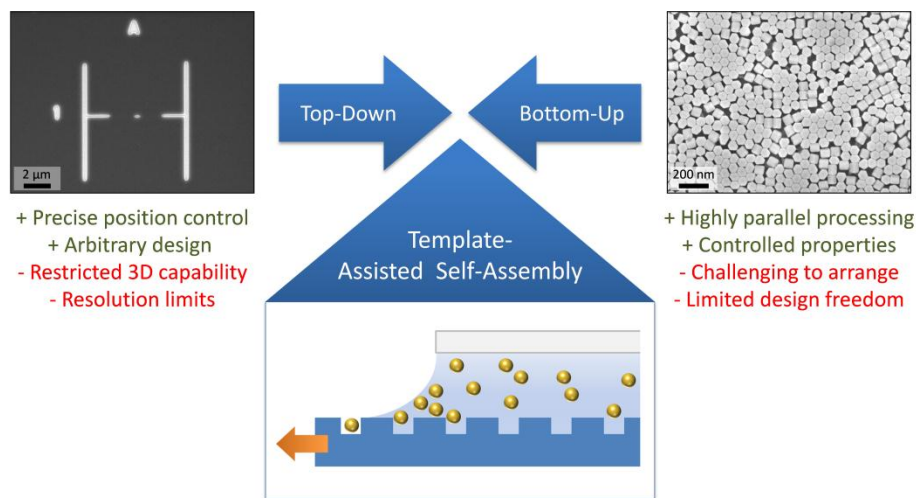 2 µm
+ Precise position control
+ Arbitrary design
- Restricted 3D capability
- Resolution limits
Top-Down
Bottom-Up
Template-
Assisted Self-Assembly
200 nm
+ Highly parallel processing
+ Controlled properties
- Challenging to arrange
- Limited design freedom